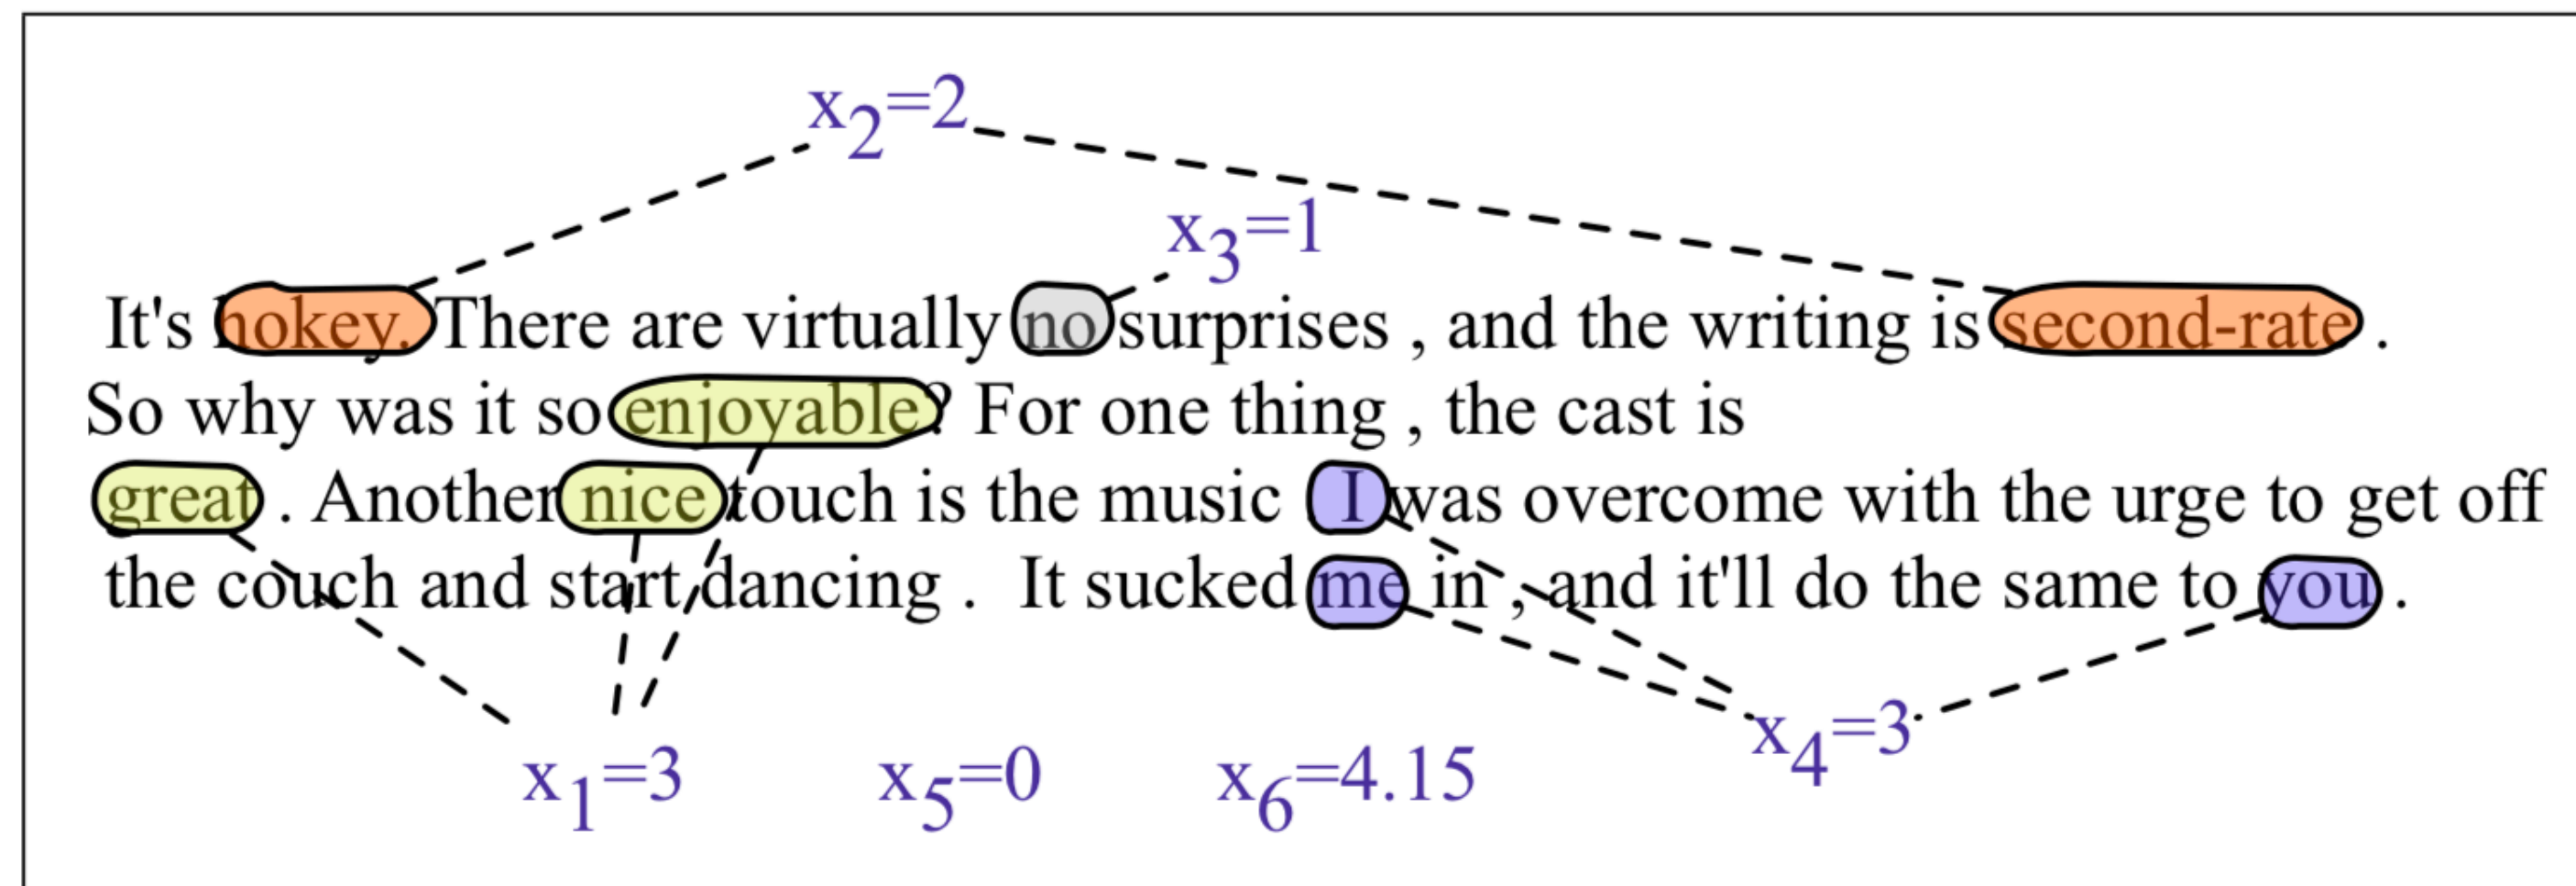 x2=2
x3=1
It's hokey. There are virtually no surprises , and the writing is second-rate .
So why was it so enjoyable? For one thing , the cast is
great . Another nice touch is the music I was overcome with the urge to get off
the couch and start dancing . It sucked me in , and it'll do the same to you .
x4=3
x1=3 x5=0 x6=4.15